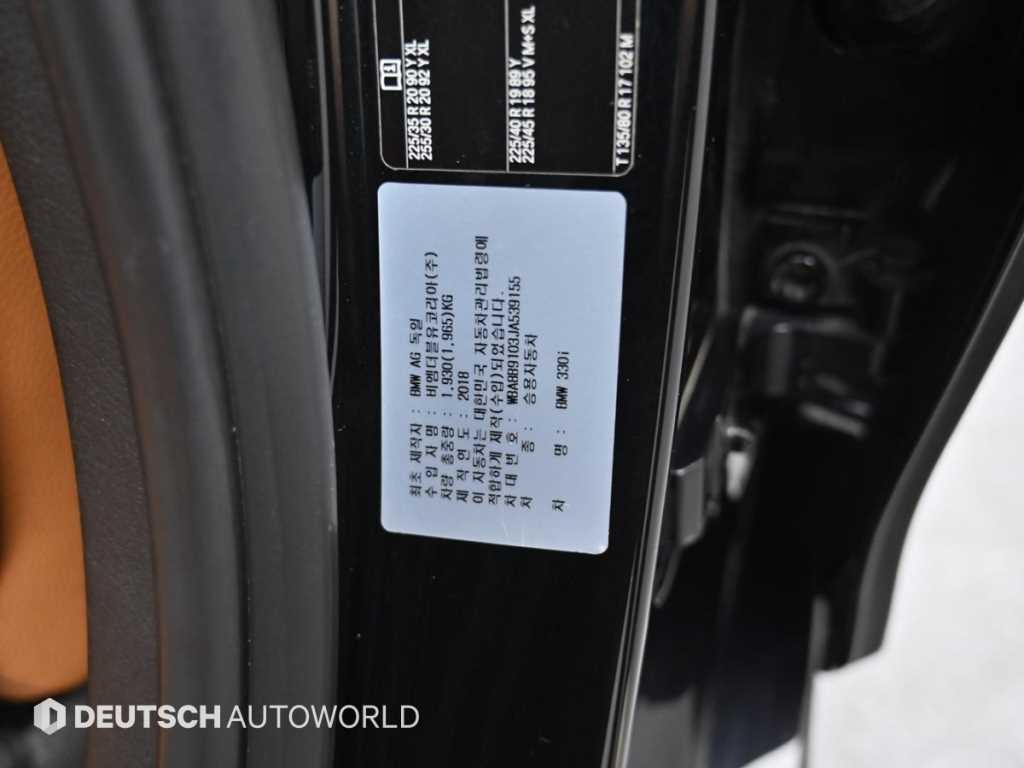 225/35 R 20 90 Y XL
255/30 R 20 92 Y XL
225/40 R 19 89 Y
225/45 R 18 95 V M+S XL
T 135/80 R 17 102 M
최초 제작자 : BMW AG 독일
수 입 자 명 : 비엠더블유코리아(주)
차량 총중량 : 1,930(1,965)KG
제 작 연 도 : 2018
이 자동차는 대한민국 자동차관리법령에
적합하게 제작(수입)되었습니다.
차 대 번 호 : WBA8B9103JA539155
차 종 : 승용자동차
차 명 : BMW 330i
DEUTSCH AUTOWORLD